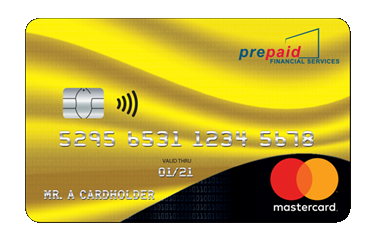 prepaid
FINANCIAL SERVICES
5295 6531 1234 5678
VALID THRU
01/21
MR. A CARDHOLDER
mastercard